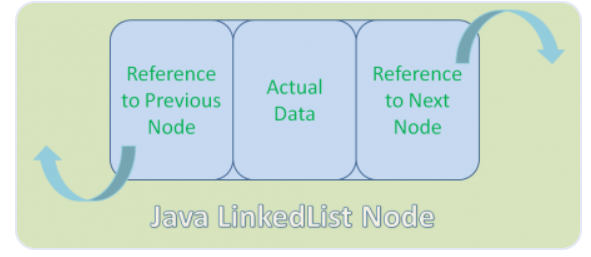 Reference
to Previous
Node
Actual
Data
Reference
to Next
Node
Java LinkedList Node